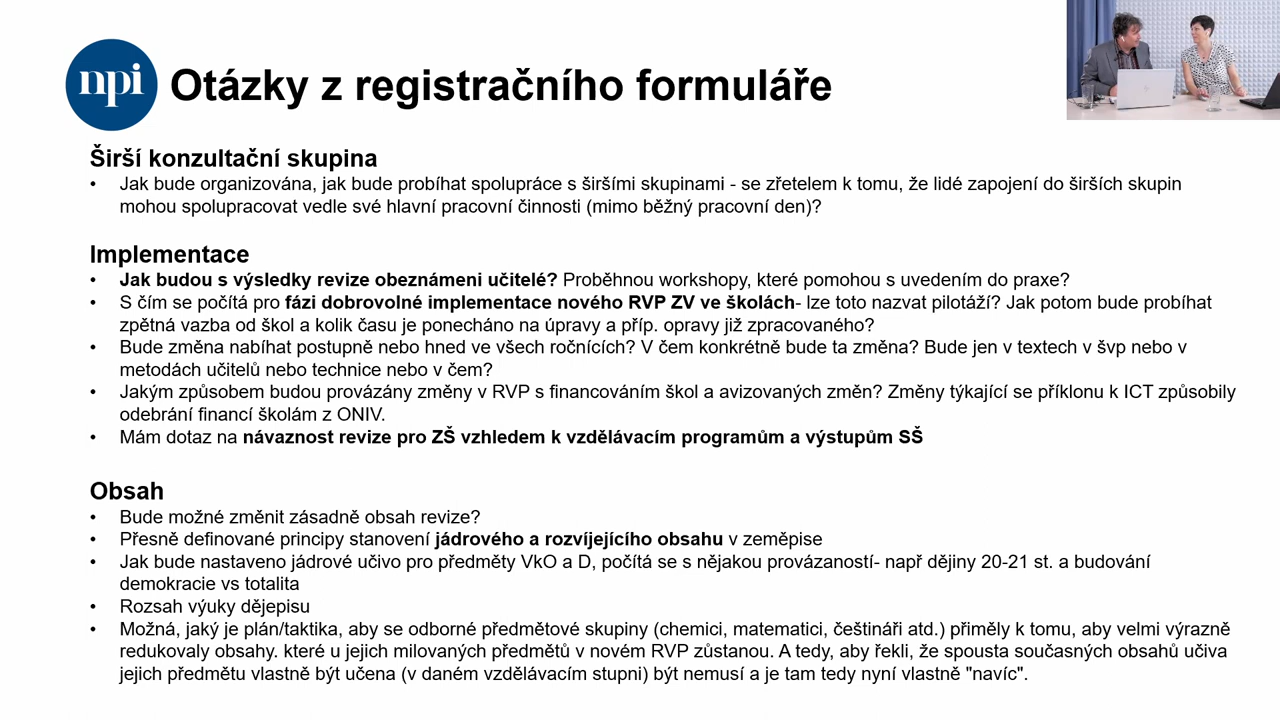 npi
Otázky z registračního formuláře
Širší konzultační skupina
• Jak bude organizována, jak bude probíhat spolupráce s širšími skupinami - se zřetelem k tomu, že lidé zapojení do širších skupin
mohou spolupracovat vedle své hlavní pracovní činnosti (mimo běžný pracovní den)?
Implementace
• Jak budou s výsledky revize obeznámeni učitelé? Proběhnou workshopy, které pomohou s uvedením do praxe?
• S čím se počítá pro fázi dobrovolné implementace nového RVP ZV ve školách- lze toto nazvat pilotáží? Jak potom bude probíhat
zpětná vazba od škol a kolik času je ponecháno na úpravy a příp. opravy již zpracovaného?
• Bude změna nabíhat postupně nebo hned ve všech ročnících? V čem konkrétně bude ta změna? Bude jen v textech v švp nebo v
metodách učitelů nebo technice nebo v čem?
• Jakým způsobem budou provázány změny v RVP s financováním škol a avizovaných změn? Změny týkající se příklonu k ICT způsobily
odebrání financí školám z ONIV.
• Mám dotaz na návaznost revize pro ZŠ vzhledem k vzdělávacím programům a výstupům SŠ
Obsah
• Bude možné změnit zásadně obsah revize?
• Přesně definované principy stanovení jádrového a rozvíjejícího obsahu v zeměpise
• Jak bude nastaveno jádrové učivo pro předměty VkO a D, počítá se s nějakou provázaností- např dějiny 20-21 st. a budování
demokracie vs totalita
• Rozsah výuky dějepisu
• Možná, jaký je plán/taktika, aby se odborné předmětové skupiny (chemici, matematici, češtináři atd.) přiměly k tomu, aby velmi výrazně
redukovaly obsahy. které u jejich milovaných předmětů v novém RVP zůstanou. A tedy, aby řekli, že spousta současných obsahů učiva
jejich předmětu vlastně být učena (v daném vzdělávacím stupni) být nemusí a je tam tedy nyní vlastně "navíc".